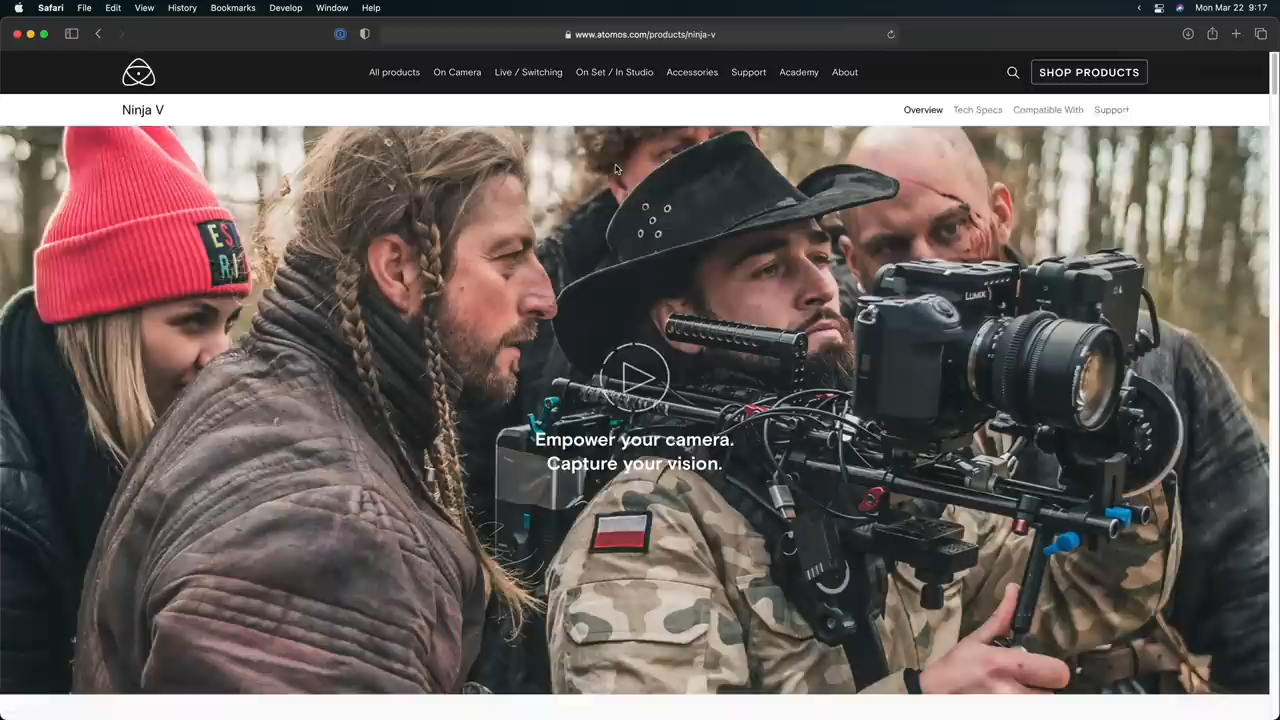 Safari File Edit View History Bookmarks Develop Window Help Mon Mar 22 9:17
www.atomos.com/products/ninja-v
All products On Camera Live / Switching On Set / In Studio Accessories Support Academy About SHOP PRODUCTS
Ninja V Overview Tech Specs Compatible With Support
LUMIX
Empower your camera.
Capture your vision.